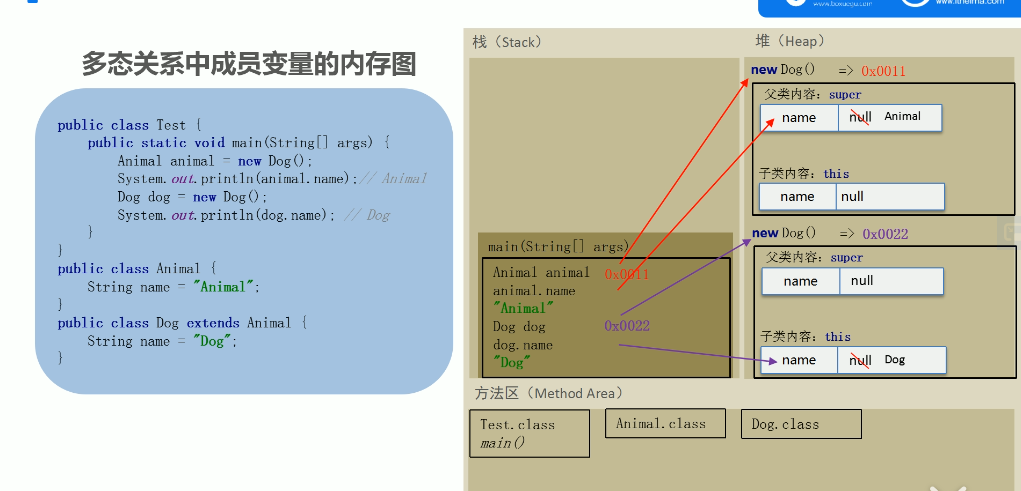 www.boxuegu.com
www.itheima.com
多态关系中成员变量的内存图
public class Test {
public static void main(String[] args) {
Animal animal = new Dog();
System.out.println(animal.name);// Animal
Dog dog = new Dog();
System.out.println(dog.name); // Dog
}
}
public class Animal {
String name = "Animal";
}
public class Dog extends Animal {
String name = "Dog";
}
栈（Stack）
main(String[] args)
Animal animal 0x0011
animal.name
"Animal"
Dog dog 0x0022
dog.name
"Dog"
堆（Heap）
new Dog() => 0x0011
父类内容：super
name null Animal
子类内容：this
name null
new Dog() => 0x0022
父类内容：super
name null
子类内容：this
name null Dog
方法区（Method Area）
Test.class
main()
Animal.class
Dog.class